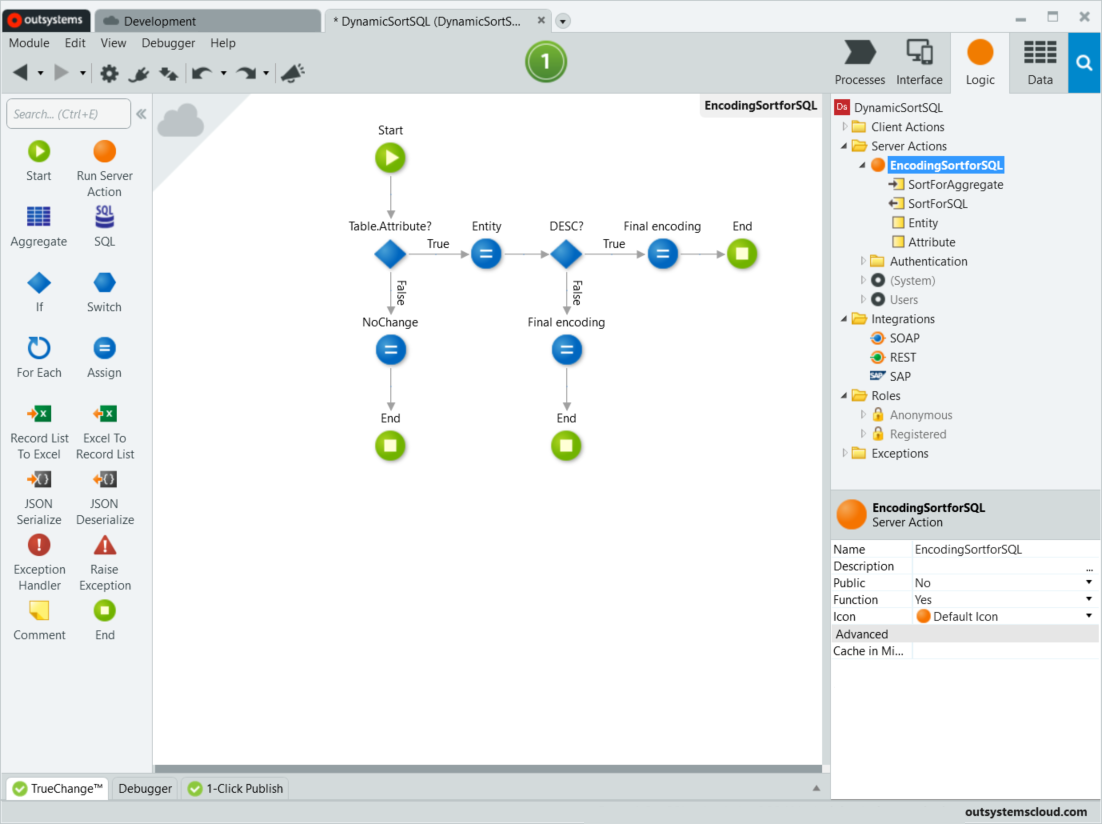 outsystems
Development
* DynamicSortSQL (DynamicSortS...
Module Edit View Debugger Help
1
Processes Interface Logic Data
Search... (Ctrl+E)
Start
Run Server
Action
Aggregate
SQL
SQL
If
Switch
For Each
Assign
Record List
To Excel
Excel To
Record List
JSON
Serialize
JSON
Deserialize
Exception
Handler
Raise
Exception
Comment
End
EncodingSortforSQL
Start
Table.Attribute?
True
Entity
DESC?
True
Final encoding
End
False
False
NoChange
Final encoding
End
End
Ds DynamicSortSQL
Client Actions
Server Actions
EncodingSortforSQL
SortForAggregate
SortForSQL
Entity
Attribute
Authentication
(System)
Users
Integrations
SOAP
REST
SAP SAP
Roles
Anonymous
Registered
Exceptions
EncodingSortforSQL
Server Action
Name EncodingSortforSQL
Description ...
Public No
Function Yes
Icon Default Icon
Advanced
Cache in Mi...
TrueChange™ Debugger 1-Click Publish
outsystemscloud.com